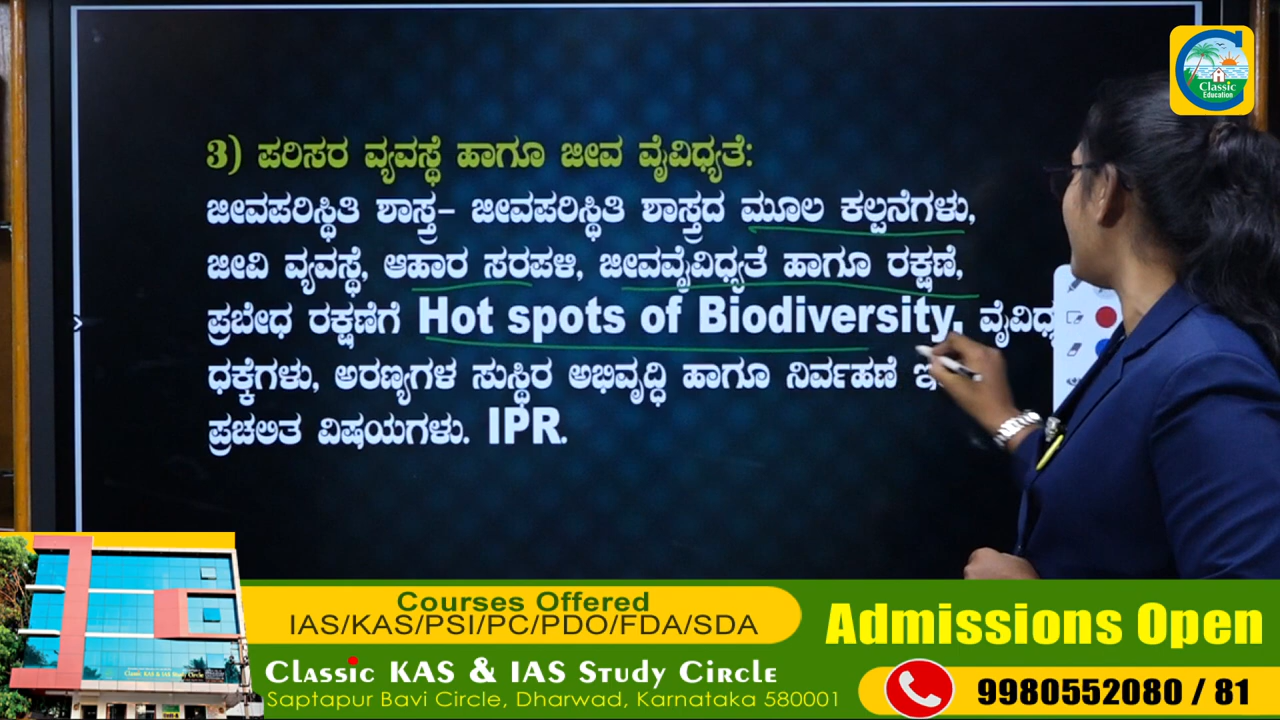 Classic
Education
3) ಪರಿಸರ ವ್ಯವಸ್ಥೆ ಹಾಗೂ ಜೀವ ವೈವಿಧ್ಯತೆ:
ಜೀವಪರಿಸ್ಥಿತಿ ಶಾಸ್ತ್ರ- ಜೀವಪರಿಸ್ಥಿತಿ ಶಾಸ್ತ್ರದ ಮೂಲ ಕಲ್ಪನೆಗಳು,
ಜೀವಿ ವ್ಯವಸ್ಥೆ, ಆಹಾರ ಸರಪಳಿ, ಜೀವವೈವಿಧ್ಯತೆ ಹಾಗೂ ರಕ್ಷಣೆ,
ಪ್ರಬೇಧ ರಕ್ಷಣೆಗೆ Hot spots of Biodiversity,
ಧಕ್ಕೆಗಳು, ಅರಣ್ಯಗಳ ಸುಸ್ಥಿರ ಅಭಿವೃದ್ಧಿ ಹಾಗೂ ನಿರ್ವಹಣೆ
ಪ್ರಚಲಿತ ವಿಷಯಗಳು. IPR.
Courses Offered
IAS/KAS/PSI/PC/PDO/FDA/SDA
Classic KAS & IAS Study Circle
Saptapur Bavi Circle, Dharwad, Karnataka 580001
Admissions Open
9980552080 / 81